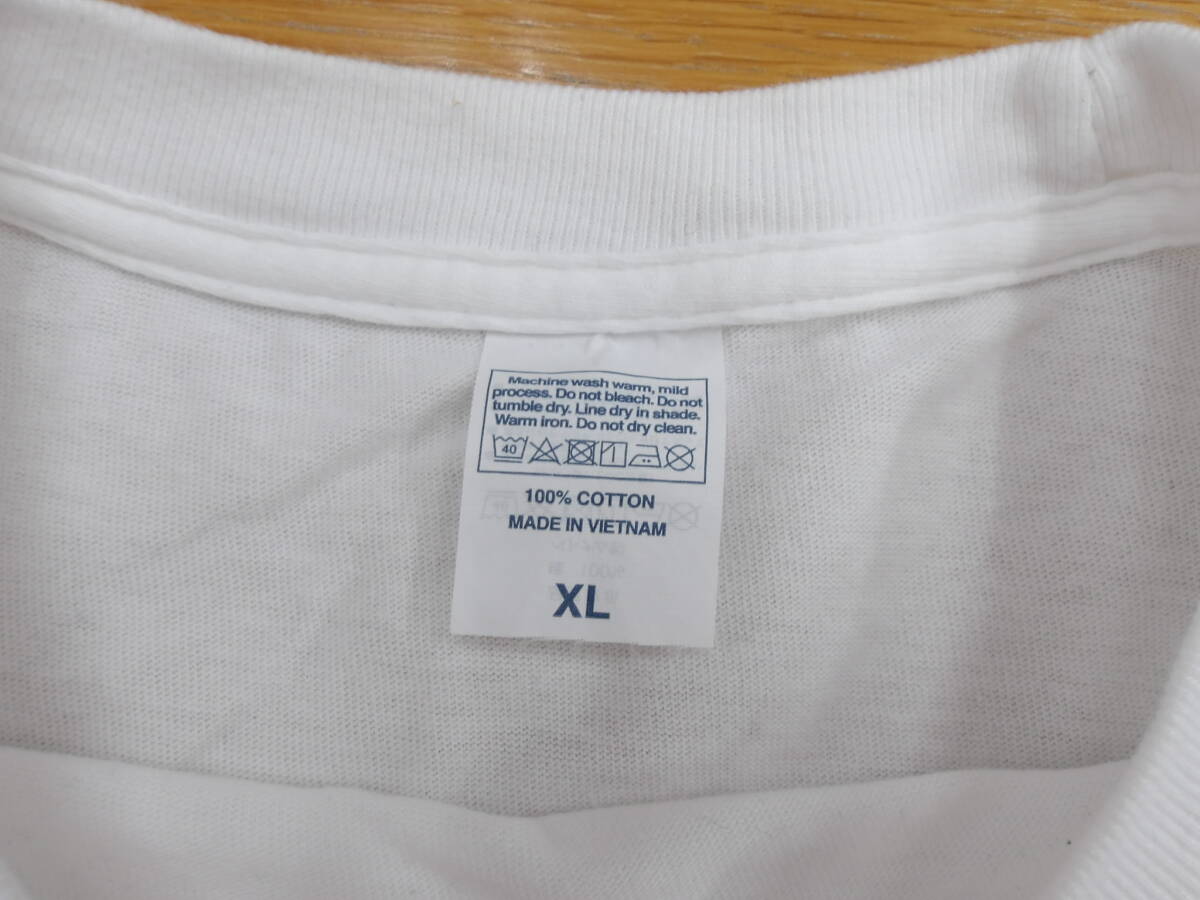 Machine wash warm, mild
process. Do not bleach. Do not
tumble dry. Line dry in shade.
Warm iron. Do not dry clean.
40
100% COTTON
MADE IN VIETNAM
XL